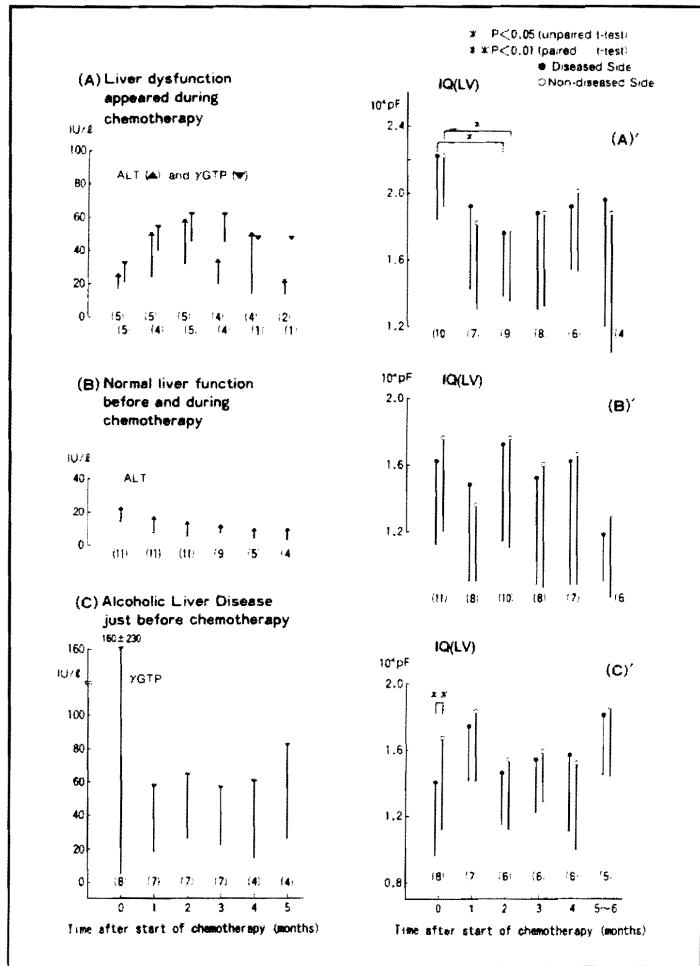 * P<0.05 (unpaired t-test)
* * P<0.01 (paired t-test)
● Diseased Side
○ Non-diseased Side
(A) Liver dysfunction
appeared during
chemotherapy
IU/ℓ
100
80
60
40
20
0
ALT (▲) and γGTP (▼)
(5) (5) (5) (4) (4) (2)
(5) (4) (5) (4) (1) (1)
IQ(LV)
10⁴pF
(A)′
2.4
2.0
1.6
1.2
*
*
(10 (7) (9) (8) (6) (4
(B) Normal liver function
before and during
chemotherapy
IU/ℓ
40
20
0
ALT
(11) (11) (11) (9 (5) (4
10⁴pF IQ(LV)
(B)′
2.0
1.6
1.2
(11) (8) (10) (8) (7) (6
(C) Alcoholic Liver Disease
just before chemotherapy
160±230
160
IU/ℓ
γGTP
100
80
60
40
20
0
(8) (7) (7) (7) (4) (4)
0 1 2 3 4 5
Time after start of chemotherapy (months)
IQ(LV)
10⁴pF
(C)′
2.0
1.6
1.2
0.8
* *
(8) (7) (6) (6) (6) (5)
0 1 2 3 4 5~6
Time after start of chemotherapy (months)